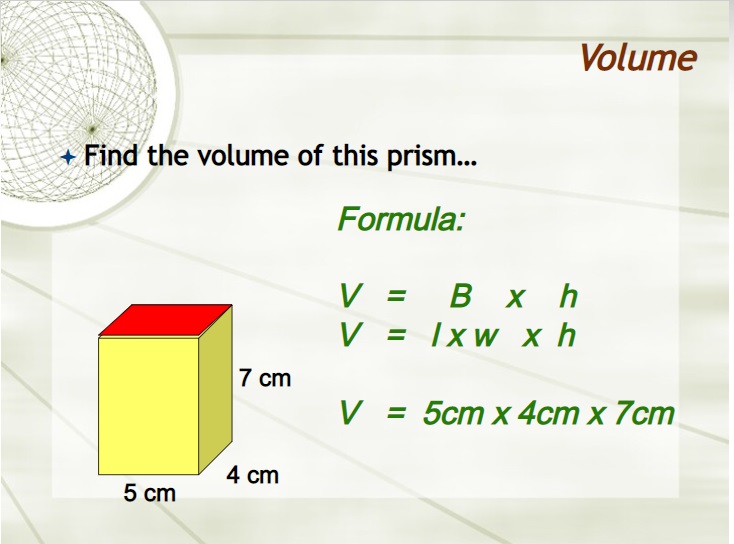 Volume
Find the volume of this prism...
Formula:
V = B x h
V = l x w x h
7 cm
V = 5cm x 4cm x 7cm
4 cm
5 cm